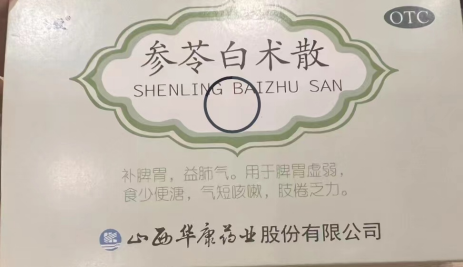 OTC
参苓白术散
SHENLING BAIZHU SAN
补脾胃,益肺气。用于脾胃虚弱,
食少便溏,气短咳嗽,肢倦乏力。
山西华康药业股份有限公司